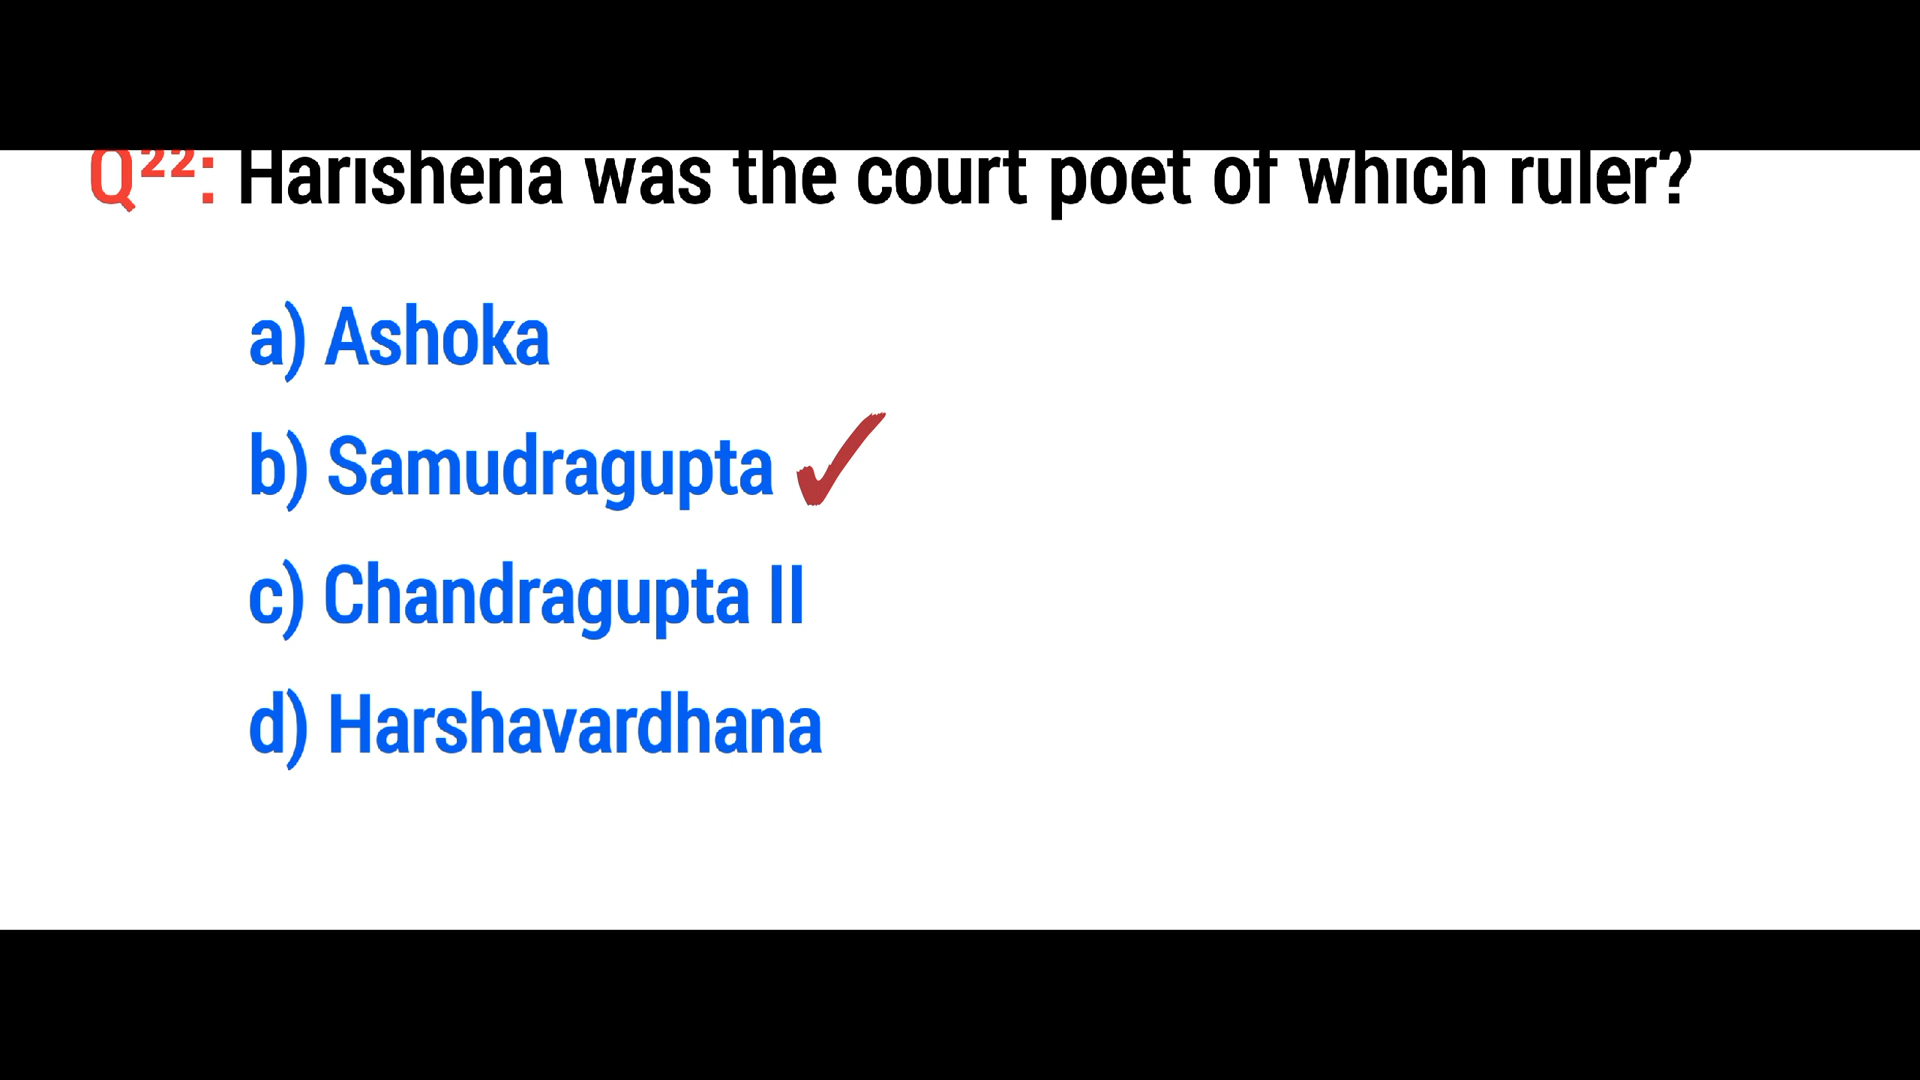 Q²²: Harishena was the court poet of which ruler?
a) Ashoka
b) Samudragupta
c) Chandragupta II
d) Harshavardhana